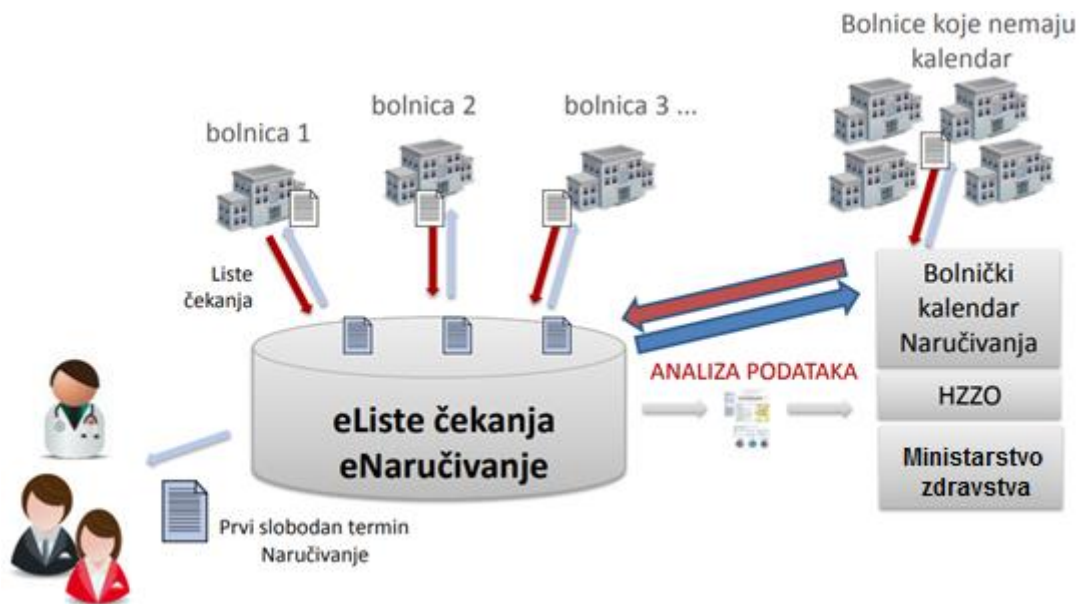 Bolnice koje nemaju
kalendar
bolnica 1
bolnica 2
bolnica 3 ...
Liste
čekanja
Bolnički
kalendar
Naručivanja
ANALIZA PODATAKA
HZZO
Ministarstvo
zdravstva
eListe čekanja
eNaručivanje
Prvi slobodan termin
Naručivanje